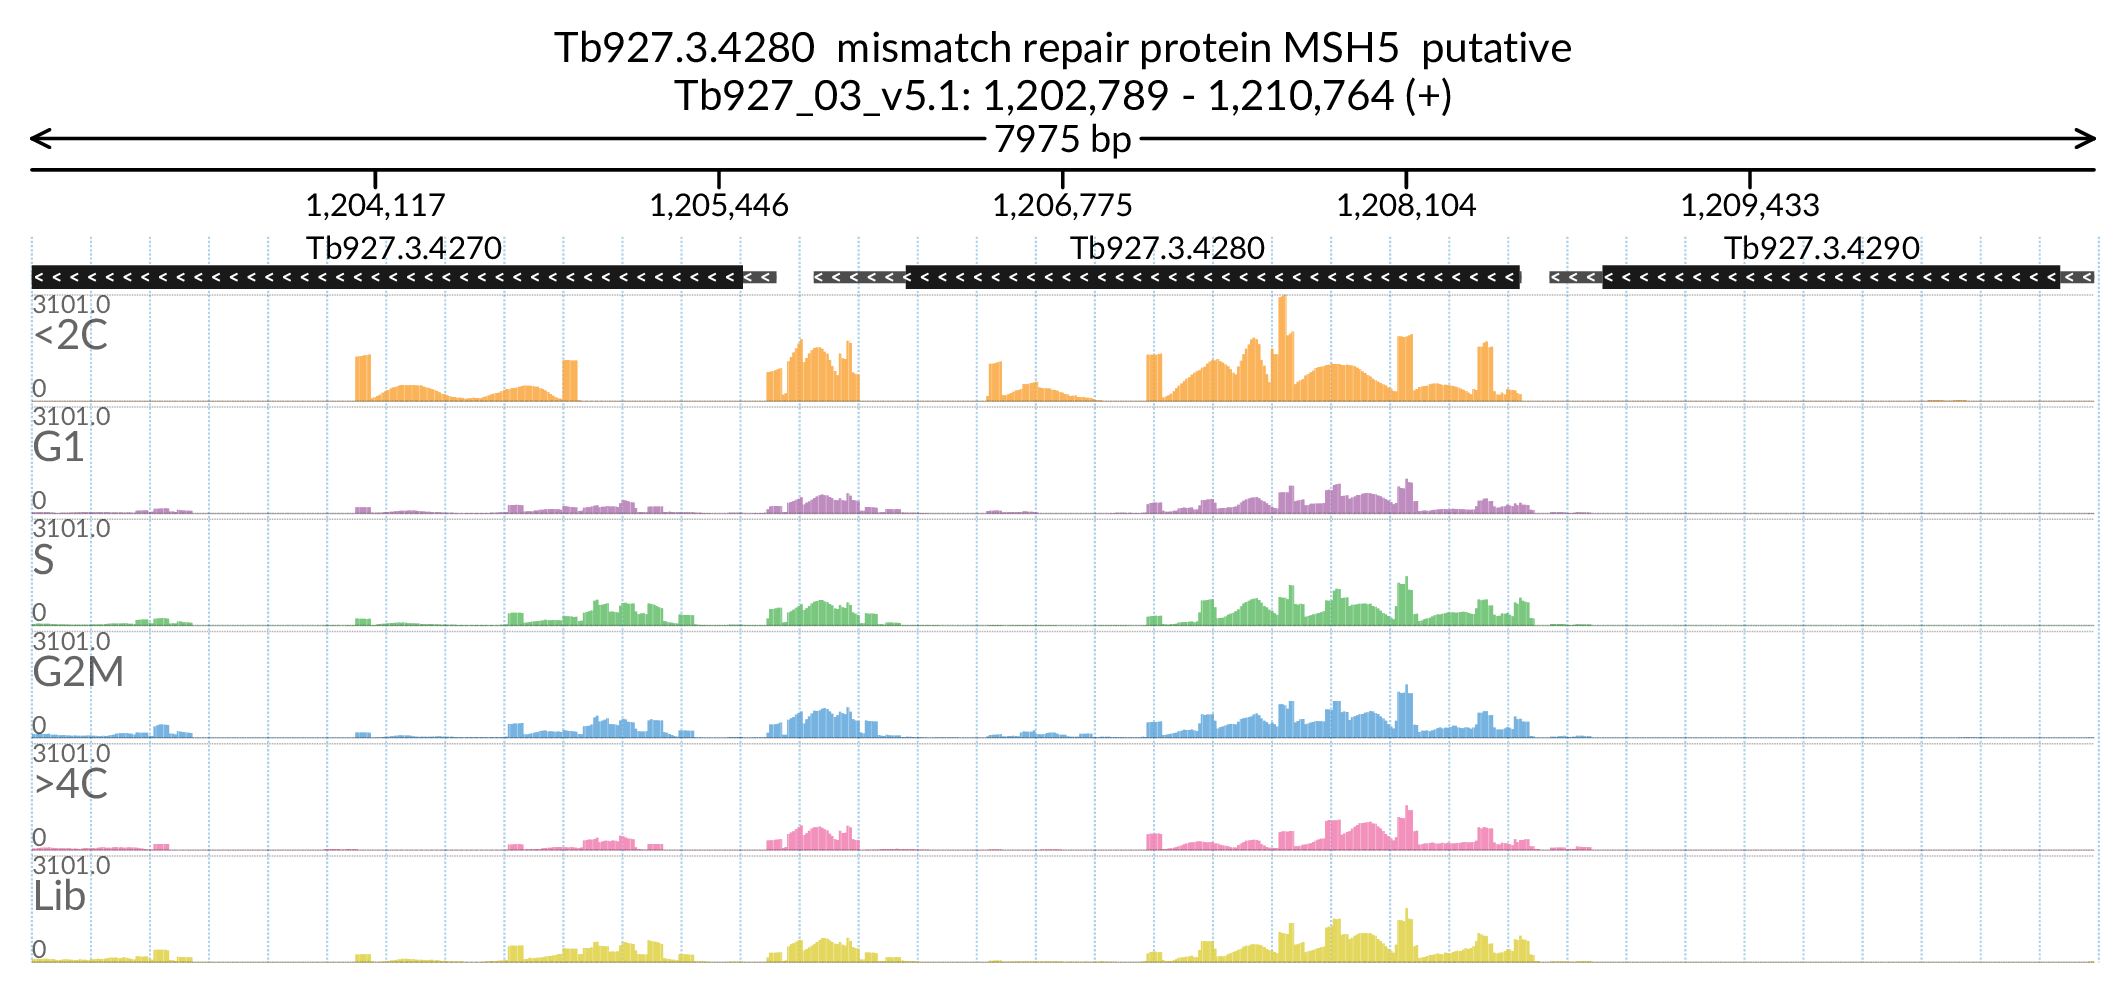 Tb927.3.4280 mismatch repair protein MSH5 putative
Tb927_03_v5.1: 1,202,789 - 1,210,764 (+)
7975 bp
1,204,117 1,205,446 1,206,775 1,208,104 1,209,433
Tb927.3.4270 Tb927.3.4280 Tb927.3.4290
3101.0
<2C
0
3101.0
G1
0
3101.0
S
0
3101.0
G2M
0
3101.0
>4C
0
3101.0
Lib
0